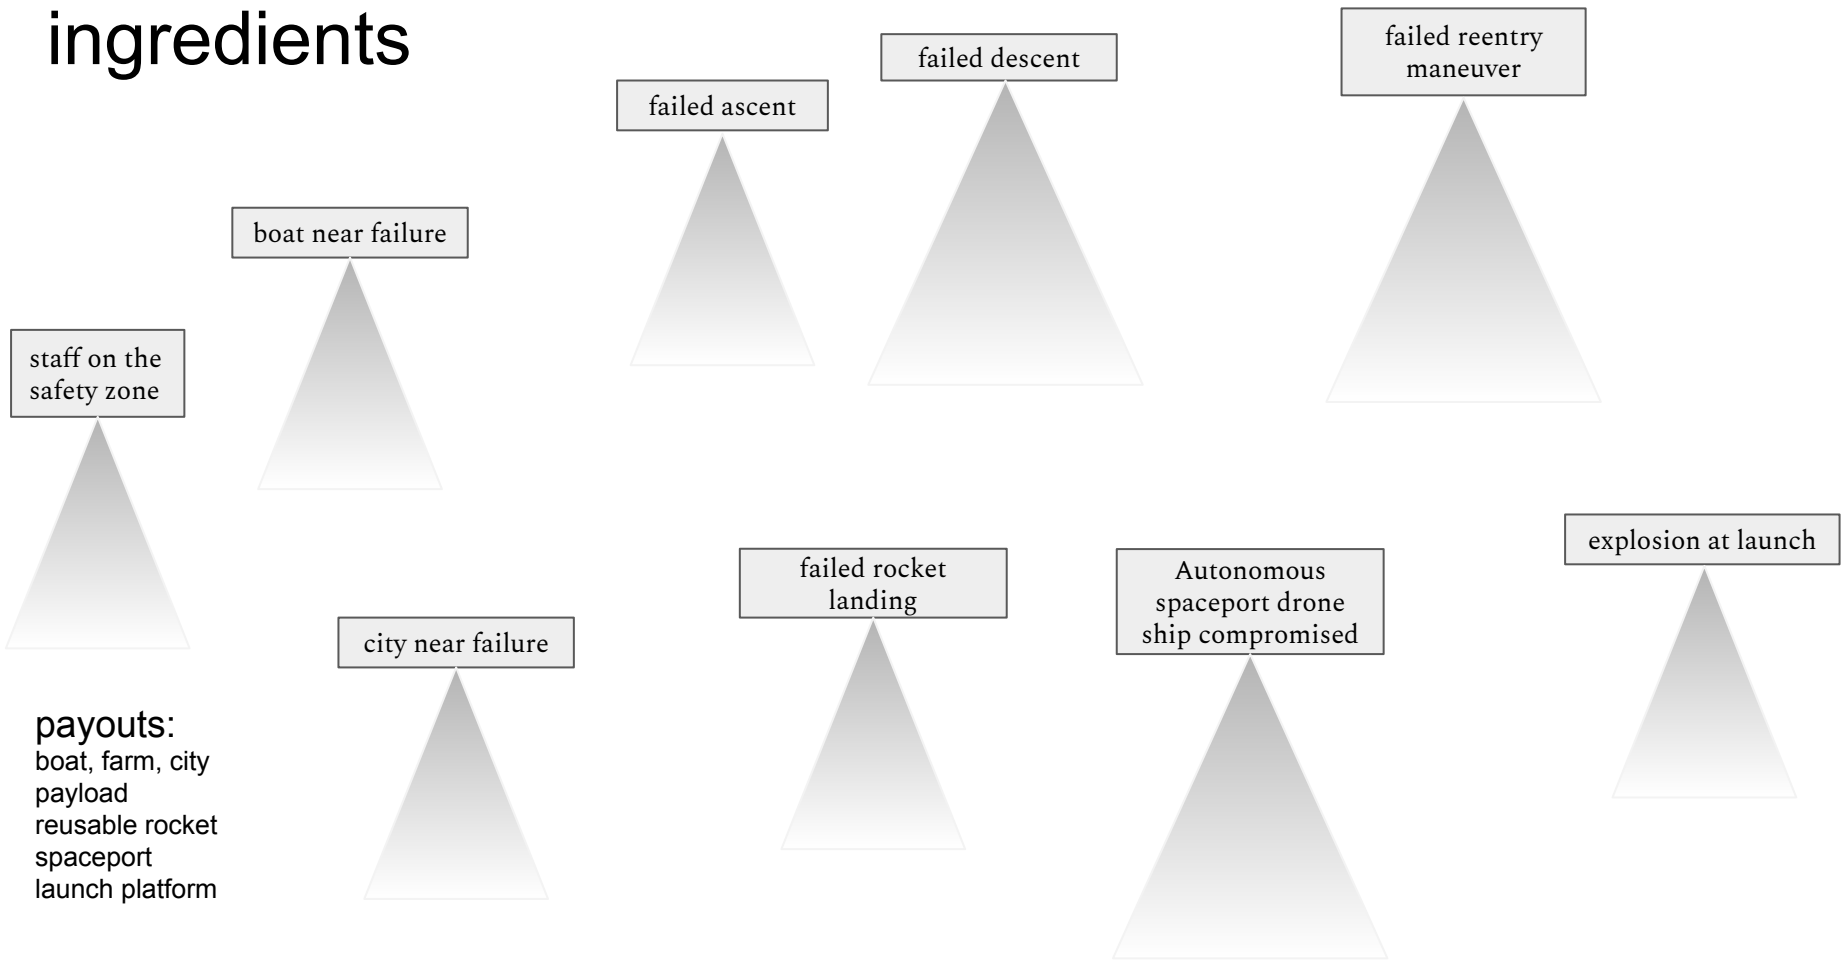 ingredients
failed reentry
maneuver
failed descent
failed ascent
boat near failure
staff on the
safety zone
explosion at launch
failed rocket
landing
Autonomous
spaceport drone
ship compromised
city near failure
payouts:
boat, farm, city
payload
reusable rocket
spaceport
launch platform